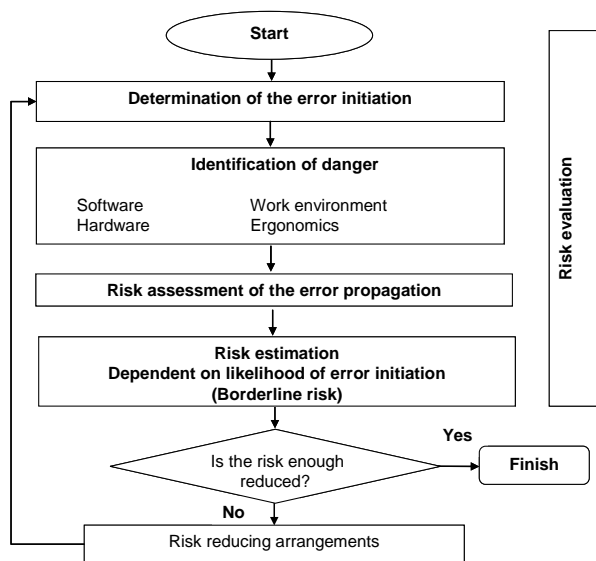 Start
Determination of the error initiation
Identification of danger
Software Work environment
Hardware Ergonomics
Risk assessment of the error propagation
Risk estimation
Dependent on likelihood of error initiation
(Borderline risk)
Is the risk enough
reduced?
Yes
Finish
No
Risk reducing arrangements
Risk evaluation